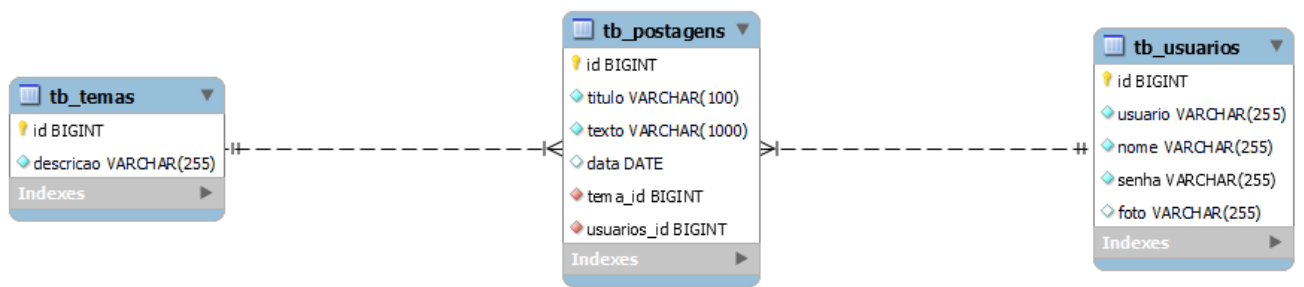 tb_temas
id BIGINT
descricao VARCHAR(255)
Indexes
tb_postagens
id BIGINT
titulo VARCHAR(100)
texto VARCHAR(1000)
data DATE
tema_id BIGINT
usuarios_id BIGINT
Indexes
tb_usuarios
id BIGINT
usuario VARCHAR(255)
nome VARCHAR(255)
senha VARCHAR(255)
foto VARCHAR(255)
Indexes